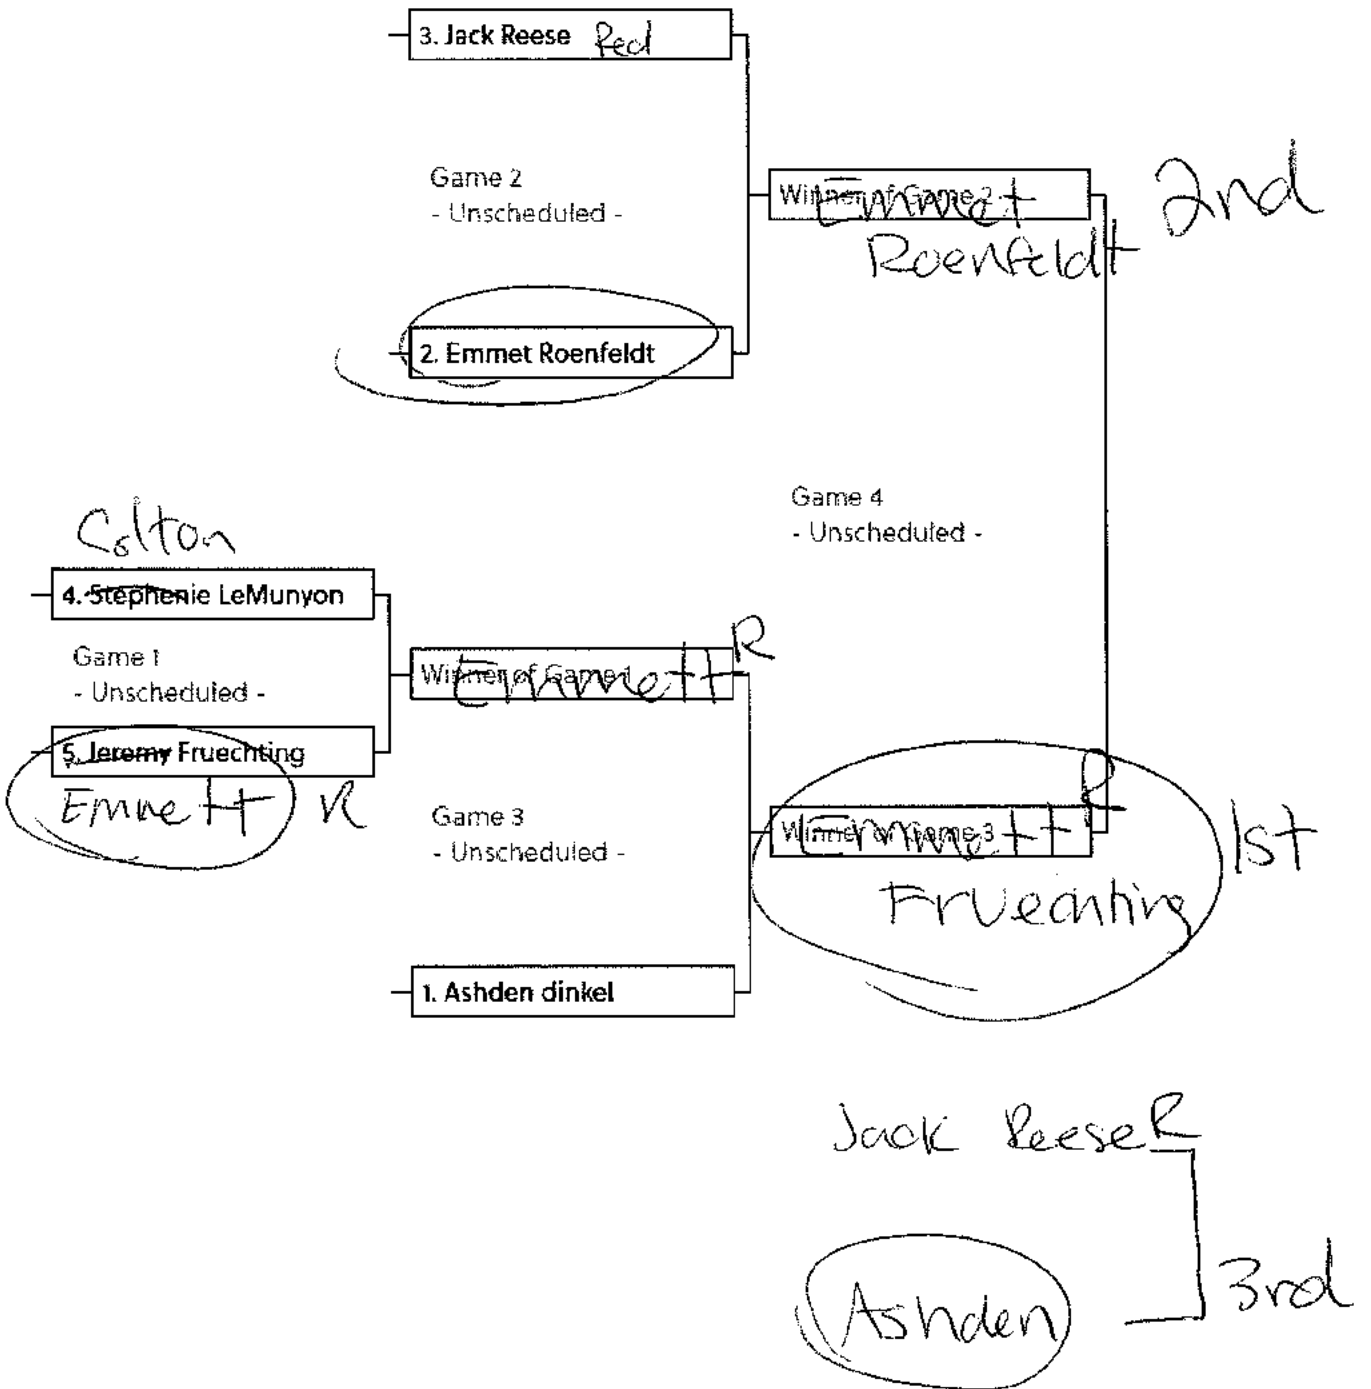 3. Jack Reese Red
Game 2
- Unscheduled -
Winner of Game 2
Emmet
Roenfeldt
2nd
2. Emmet Roenfeldt
Game 4
- Unscheduled -
Colton
4. Stephenie LeMunyon
Game 1
- Unscheduled -
Winner of Game 1
Emmett R
5. Jeremy Fruechting
Emmett R
Game 3
- Unscheduled -
Winner of Game 3
Emmett R
Fruechting
1st
1. Ashden dinkel
Jack Reese R
Ashden
3rd